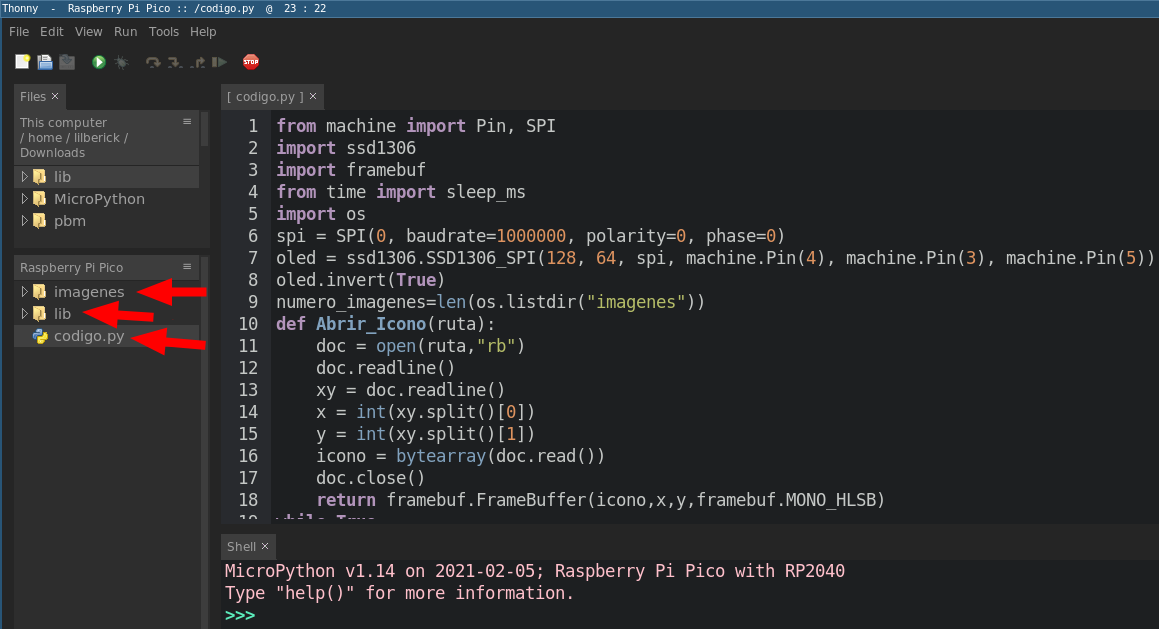 Thonny  -  Raspberry Pi Pico :: /codigo.py  @  23 : 22
File Edit View Run Tools Help
STOP
Files ×
This computer
/ home / lilberick /
Downloads
lib
MicroPython
pbm
Raspberry Pi Pico
imagenes
lib
codigo.py
[ codigo.py ] ×
1 from machine import Pin, SPI
2 import ssd1306
3 import framebuf
4 from time import sleep_ms
5 import os
6 spi = SPI(0, baudrate=1000000, polarity=0, phase=0)
7 oled = ssd1306.SSD1306_SPI(128, 64, spi, machine.Pin(4), machine.Pin(3), machine.Pin(5))
8 oled.invert(True)
9 numero_imagenes=len(os.listdir("imagenes"))
10 def Abrir_Icono(ruta):
11     doc = open(ruta,"rb")
12     doc.readline()
13     xy = doc.readline()
14     x = int(xy.split()[0])
15     y = int(xy.split()[1])
16     icono = bytearray(doc.read())
17     doc.close()
18     return framebuf.FrameBuffer(icono,x,y,framebuf.MONO_HLSB)
19 while True
Shell ×
MicroPython v1.14 on 2021-02-05; Raspberry Pi Pico with RP2040
Type "help()" for more information.
>>>